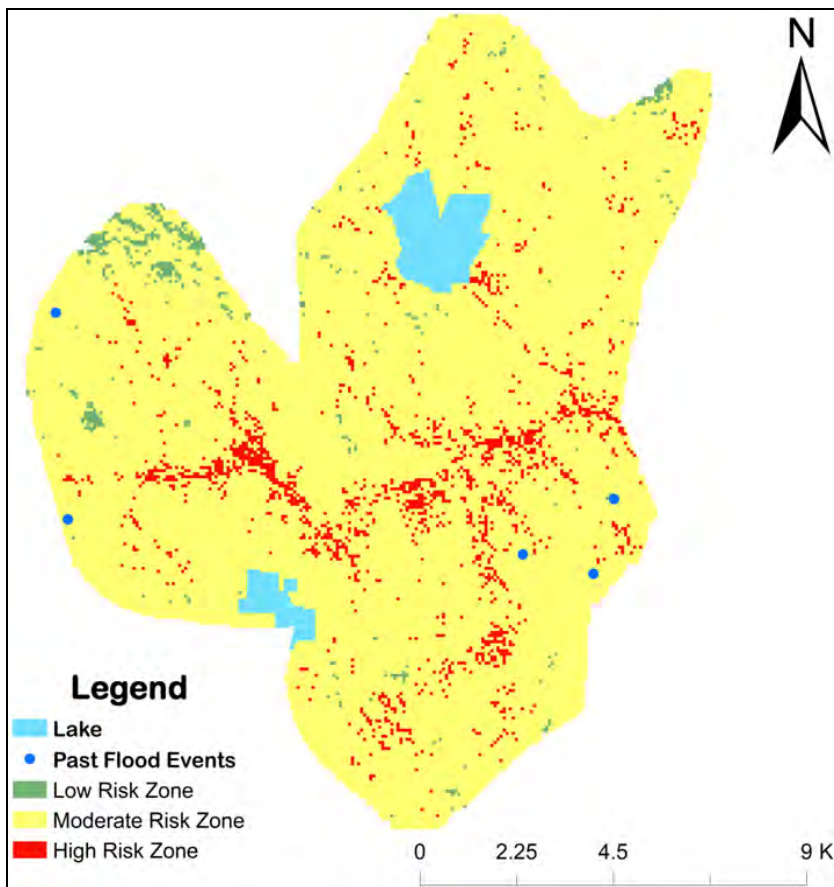 N
Legend
Lake
Past Flood Events
Low Risk Zone
Moderate Risk Zone
High Risk Zone
0 2.25 4.5 9 K